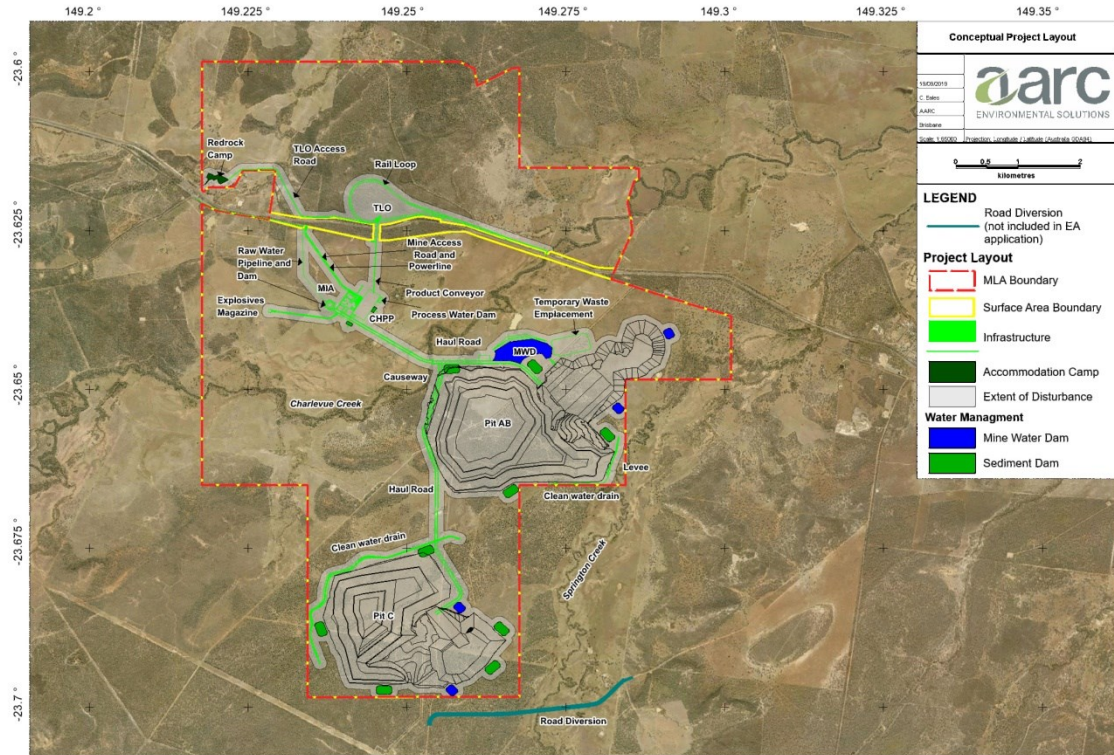 149.2 °
149.225 °
149.25 °
149.275 °
149.3 °
149.325 °
149.35 °
-23.6 °
-23.625 °
-23.65 °
-23.675 °
-23.7 °
Conceptual Project Layout
AARC
Brisbane
aarc
ENVIRONMENTAL SOLUTIONS
0 0.5 1 2
kilometres
LEGEND
Road Diversion
(not included in EA
application)
Project Layout
MLA Boundary
Surface Area Boundary
Infrastructure
Accommodation Camp
Extent of Disturbance
Water Managment
Mine Water Dam
Sediment Dam
Redrock
Camp
TLO Access
Road
Rail Loop
TLO
Raw Water
Pipeline and
Dam
Mine Access
Road and
Powerline
MIA
Product Conveyor
Explosives
Magazine
CHPP
Process Water Dam
Temporary Waste
Emplacement
Haul Road
MWD
Causeway
Charlevue Creek
Pit AB
Levee
Haul Road
Clean water drain
Clean water drain
Springton Creek
Pit C
Road Diversion